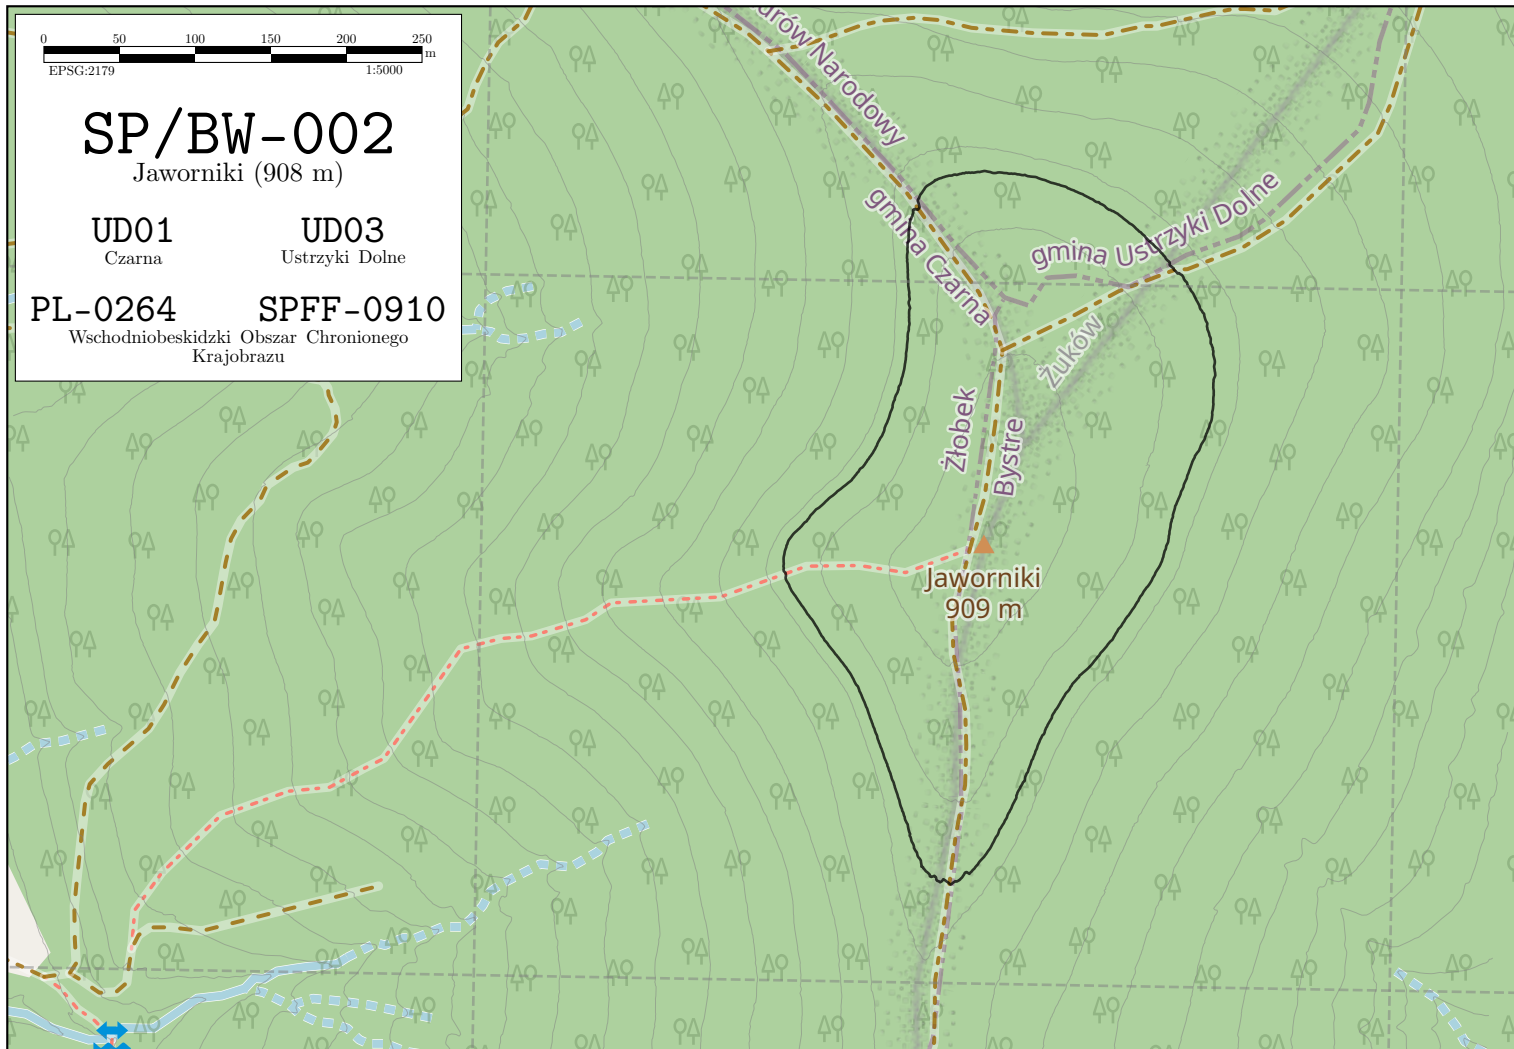 0 50 100 150 200 250
m
EPSG:2179 1:5000
SP/BW-002
Jaworniki (908 m)
UD01 UD03
Czarna Ustrzyki Dolne
PL-0264 SPFF-0910
Wschodniobeskidzki Obszar Chronionego
Krajobrazu
Narodowy
gmina Czarna
gmina Ustrzyki Dolne
Żuków
Żłobek
Bystre
Jaworniki
909 m